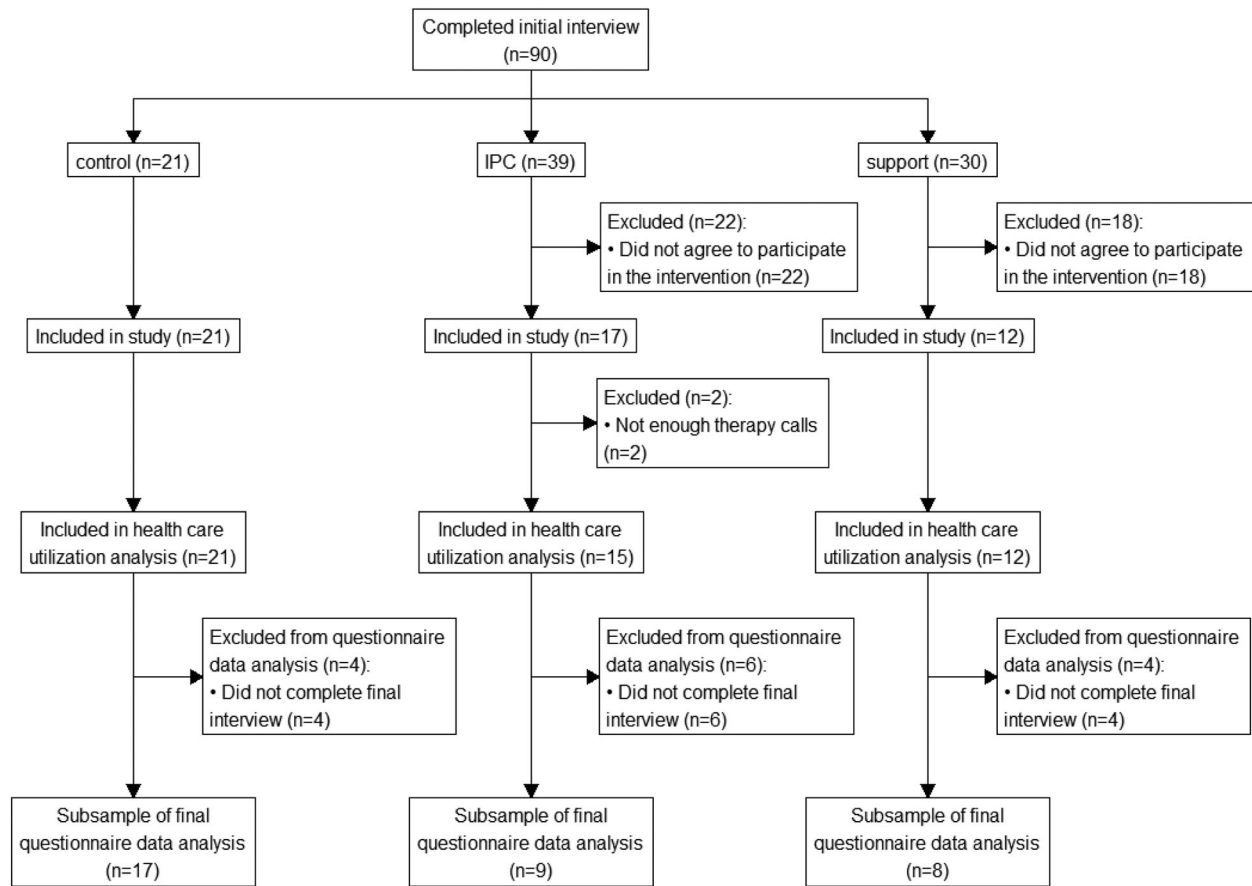 Completed initial interview
(n=90)
control (n=21)
IPC (n=39)
support (n=30)
Excluded (n=22):
• Did not agree to participate
in the intervention (n=22)
Excluded (n=18):
• Did not agree to participate
in the intervention (n=18)
Included in study (n=21)
Included in study (n=17)
Included in study (n=12)
Excluded (n=2):
• Not enough therapy calls
(n=2)
Included in health care
utilization analysis (n=21)
Included in health care
utilization analysis (n=15)
Included in health care
utilization analysis (n=12)
Excluded from questionnaire
data analysis (n=4):
• Did not complete final
interview (n=4)
Excluded from questionnaire
data analysis (n=6):
• Did not complete final
interview (n=6)
Excluded from questionnaire
data analysis (n=4):
• Did not complete final
interview (n=4)
Subsample of final
questionnaire data analysis
(n=17)
Subsample of final
questionnaire data analysis
(n=9)
Subsample of final
questionnaire data analysis
(n=8)